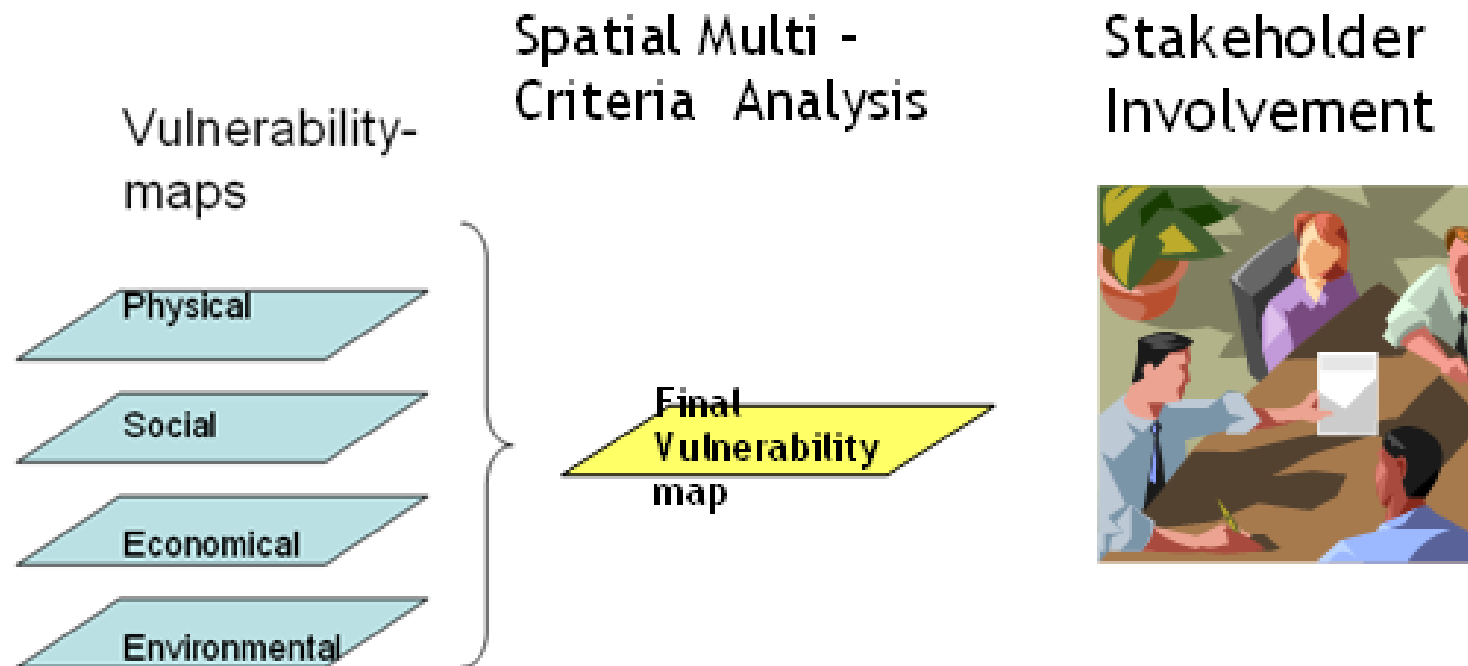 Vulnerability-
maps
Physical
Social
Economical
Environmental
Spatial Multi -
Criteria Analysis
Final
Vulnerability
map
Stakeholder
Involvement